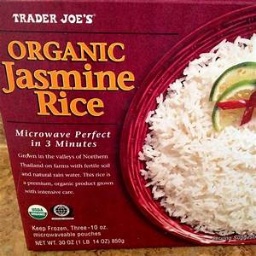 TRADER JOE'S®
ORGANIC
Jasmine
Rice
Microwave Perfect
in 3 Minutes
Grown in the valleys of Northern
Thailand on farms with fertile soil
and natural rain water. This rice is
a premium, organic product grown
with intensive care.
USDA
ORGANIC
Keep Frozen. Three-10 oz.
microwaveable pouches
NET WT. 30 OZ (1 LB 14 OZ) 850g